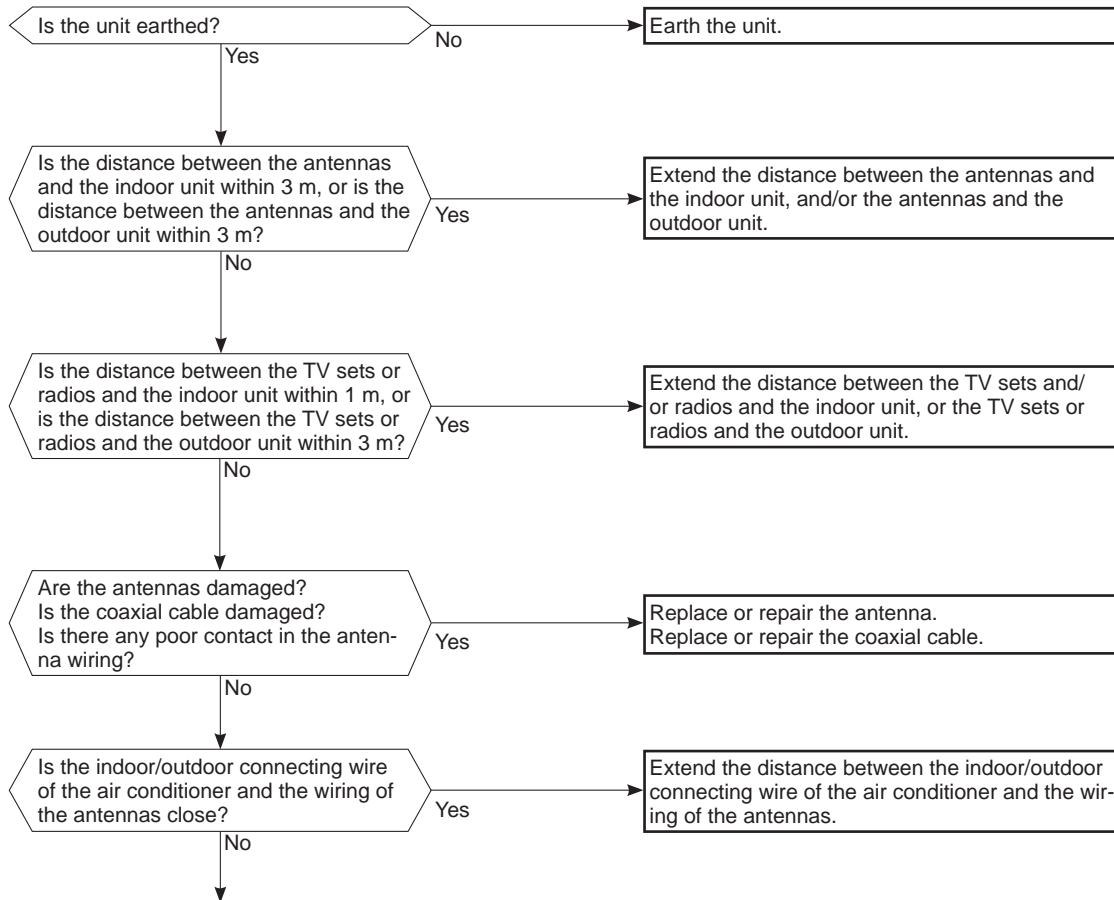 Is the unit earthed?
No
Earth the unit.
Yes
Is the distance between the antennas
and the indoor unit within 3 m, or is the
distance between the antennas and the
outdoor unit within 3 m?
Yes
Extend the distance between the antennas and
the indoor unit, and/or the antennas and the
outdoor unit.
No
Is the distance between the TV sets or
radios and the indoor unit within 1 m, or
is the distance between the TV sets or
radios and the outdoor unit within 3 m?
Yes
Extend the distance between the TV sets and/
or radios and the indoor unit, or the TV sets or
radios and the outdoor unit.
No
Are the antennas damaged?
Is the coaxial cable damaged?
Is there any poor contact in the anten-
na wiring?
Yes
Replace or repair the antenna.
Replace or repair the coaxial cable.
No
Is the indoor/outdoor connecting wire
of the air conditioner and the wiring of
the antennas close?
Yes
Extend the distance between the indoor/outdoor
connecting wire of the air conditioner and the wir-
ing of the antennas.
No